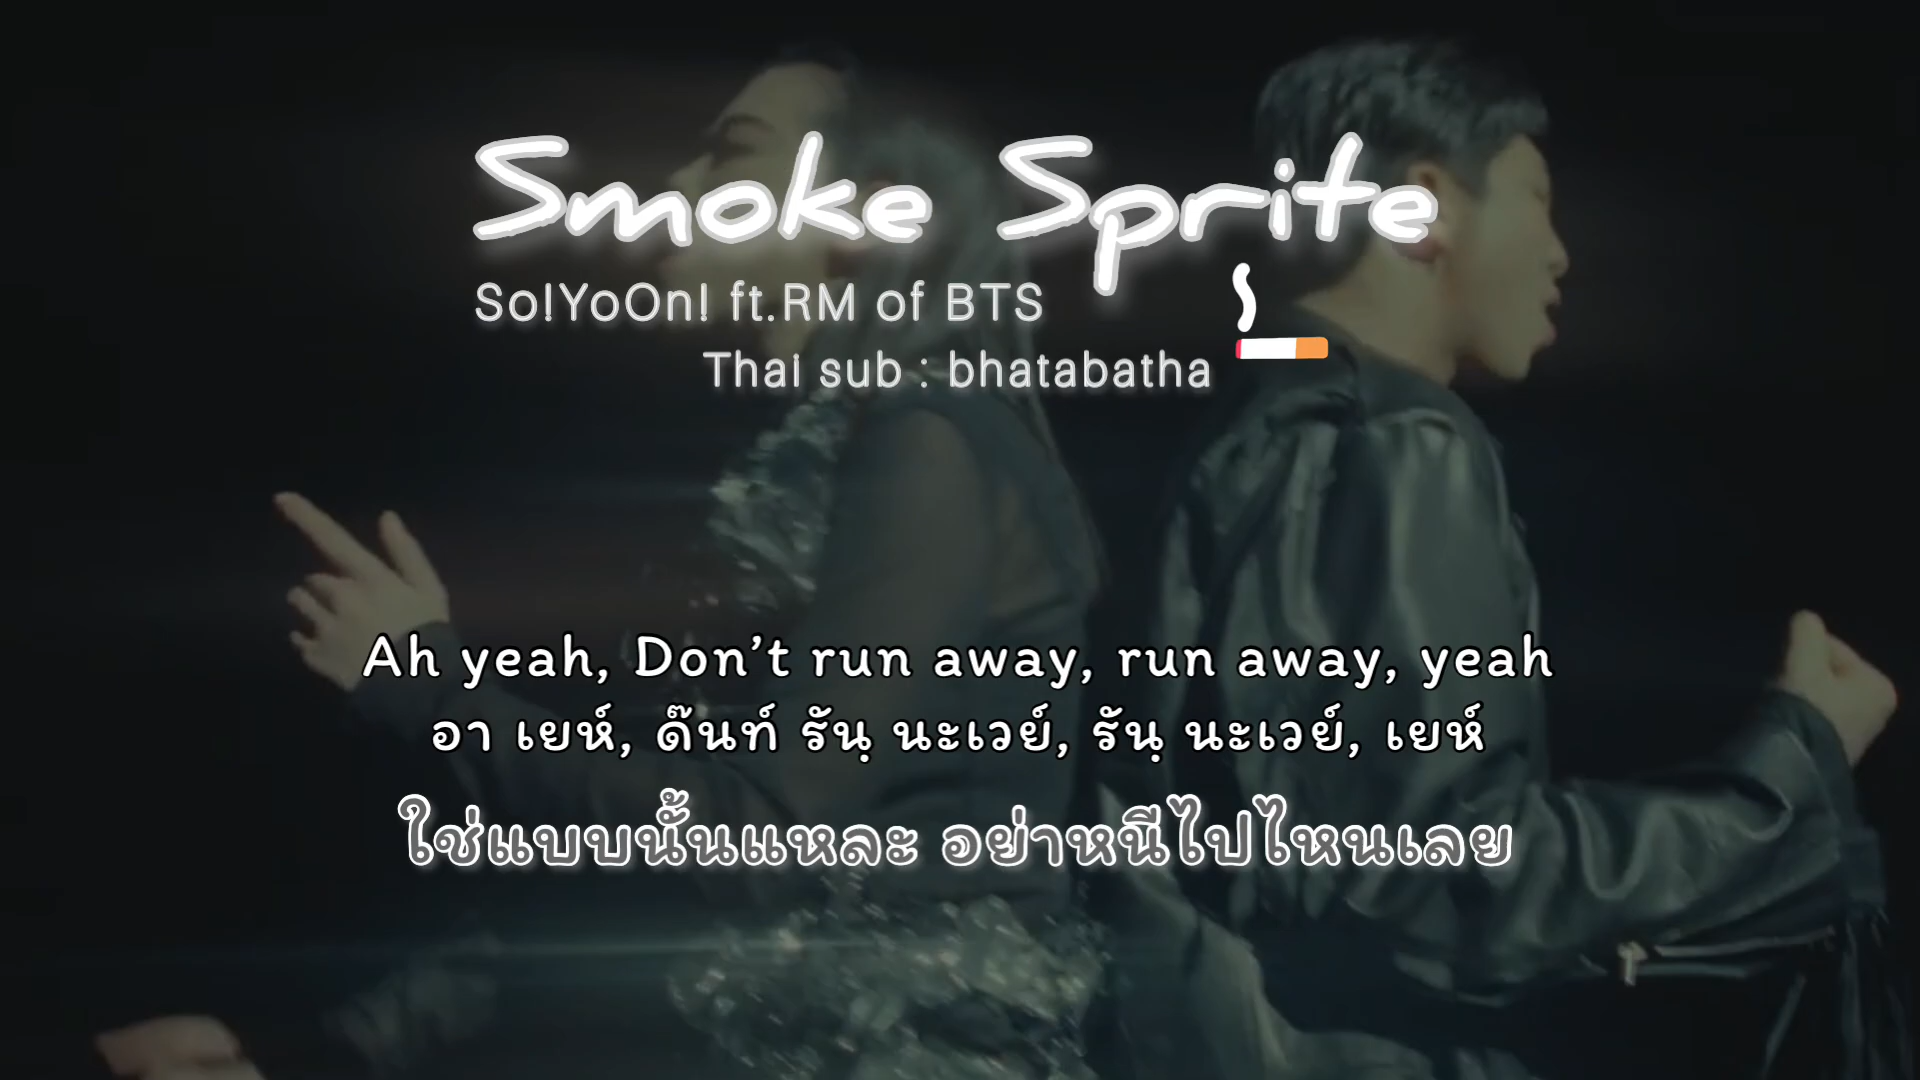 Smoke Sprite
So!YoOn! ft.RM of BTS
Thai sub : bhatabatha
Ah yeah, Don’t run away, run away, yeah
อา เยห์, ด๊นท์ รันฺ นะเวย์, รันฺ นะเวย์, เยห์
ใช่แบบนั้นแหละ อย่าหนีไปไหนเลย